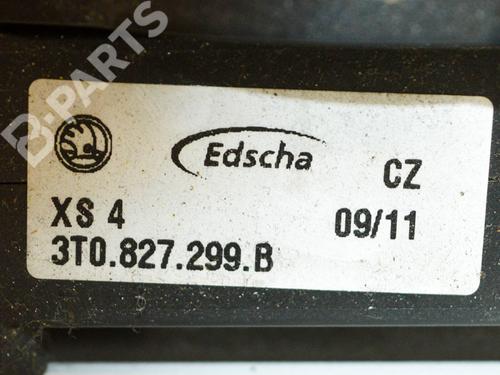 B-PARTS
Edscha CZ
XS 4 09/11
3T0.827.299.B